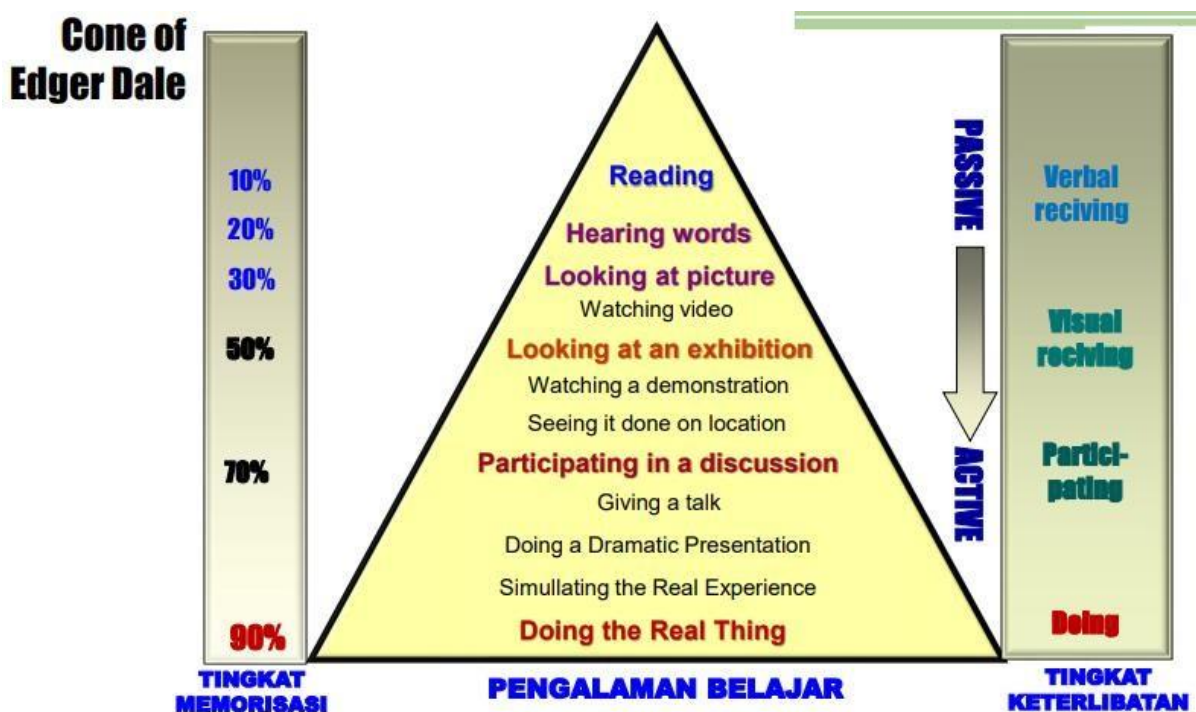 Cone of
Edger Dale
10%
20%
30%
50%
70%
90%
TINGKAT
MEMORISASI
Reading
Hearing words
Looking at picture
Watching video
Looking at an exhibition
Watching a demonstration
Seeing it done on location
Participating in a discussion
Giving a talk
Doing a Dramatic Presentation
Simullating the Real Experience
Doing the Real Thing
PENGALAMAN BELAJAR
PASSIVE
ACTIVE
Verbal
reciving
Visual
reciving
Partici-
pating
Doing
TINGKAT
KETERLIBATAN